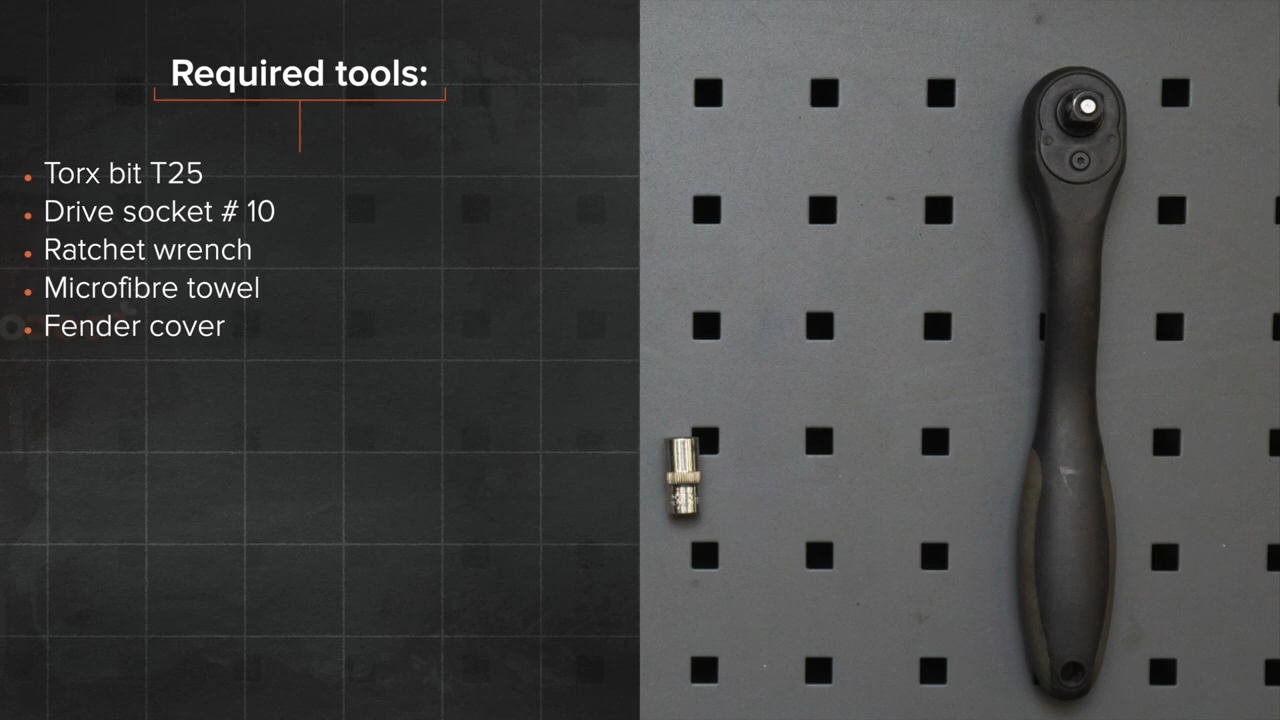 Required tools:
Torx bit T25
Drive socket # 10
Ratchet wrench
Microfibre towel
Fender cover